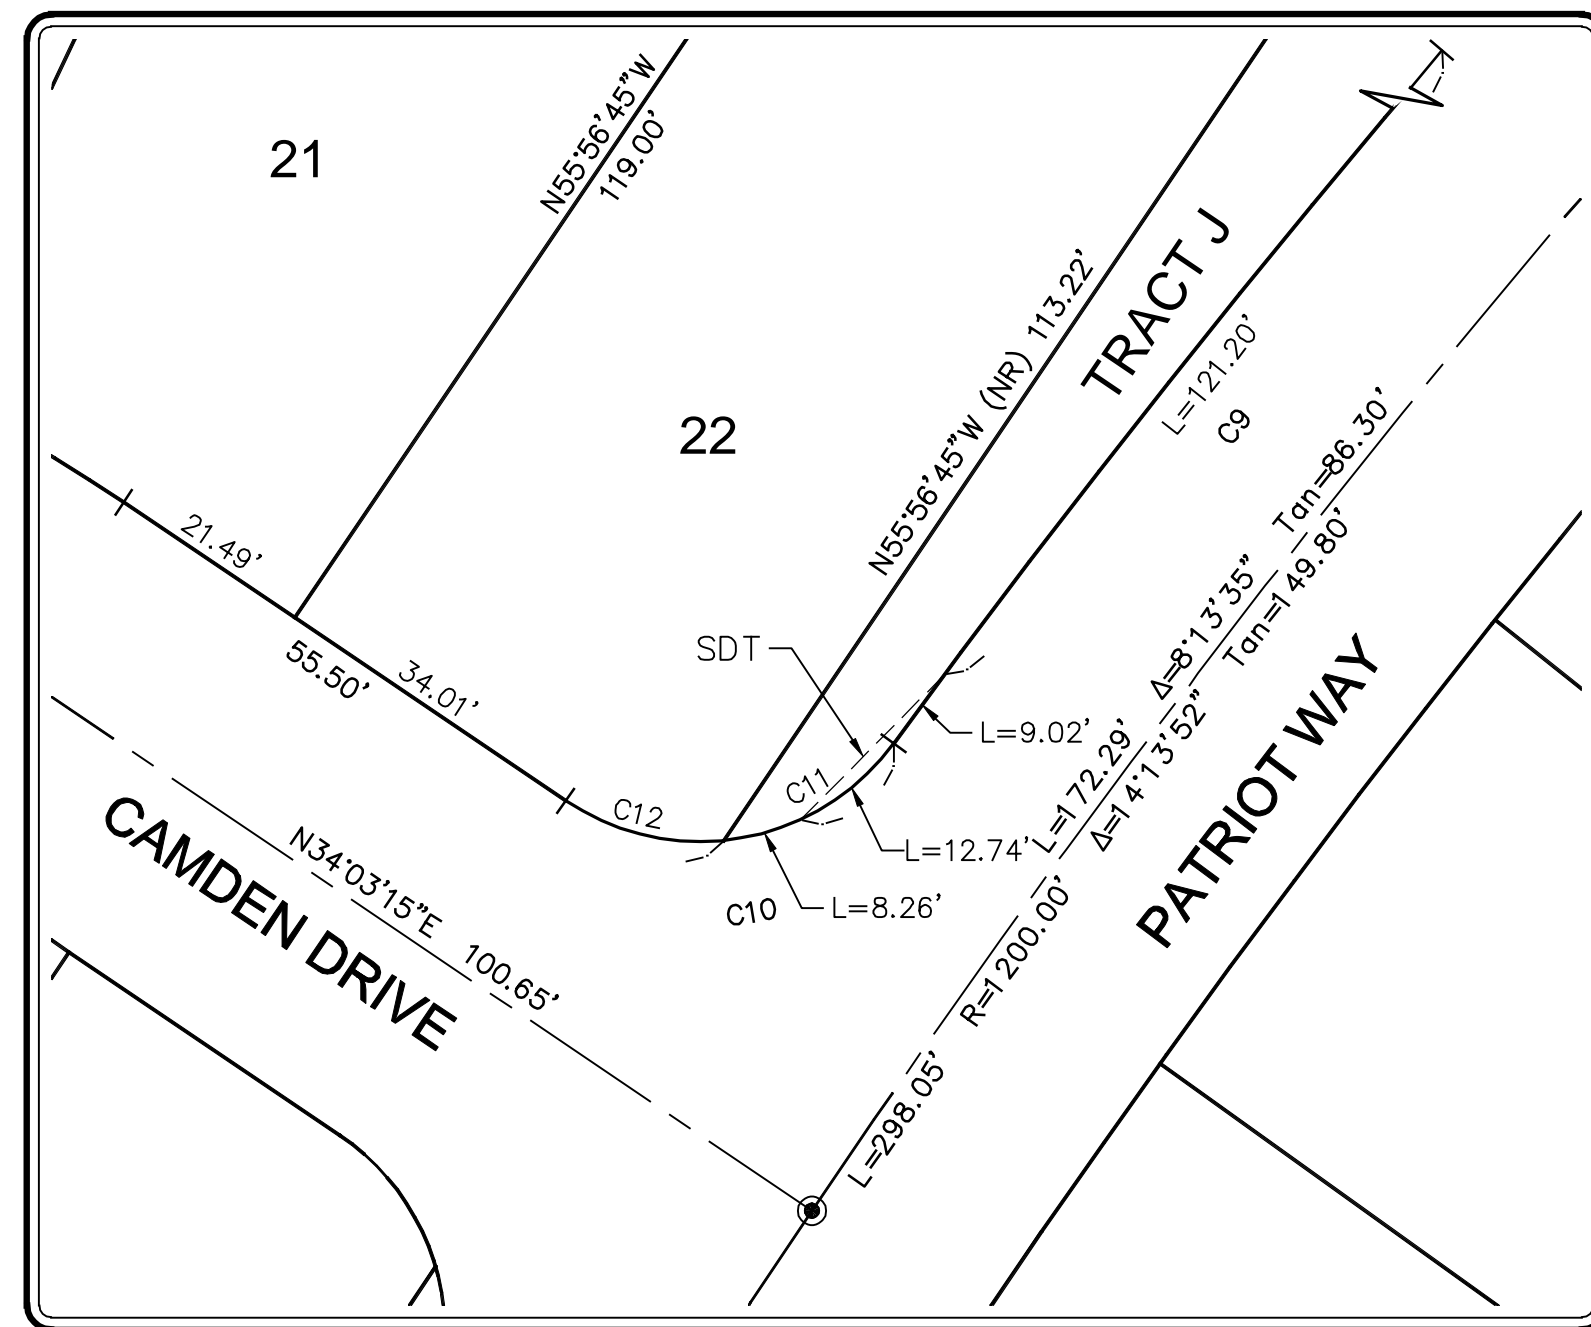 21
N55°56'45"W
119.00'
22
N55°56'45"W (NR) 113.22'
TRACT J
L=121.20'
C9
21.49'
55.50'
34.01'
SDT
C12
C11
L=9.02'
L=12.74'
C10
L=8.26'
CAMDEN DRIVE
N34°03'15"E 100.65'
L=172.29' Δ=8°13'35" Tan=86.30'
L=298.05' R=1200.00' Δ=14°13'52" Tan=149.80'
PATRIOT WAY